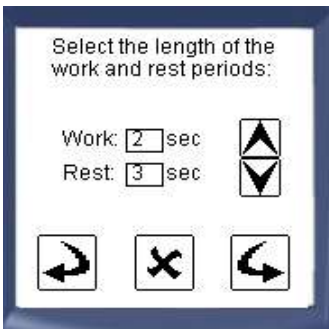 Select the length of the
work and rest periods:
Work: 2 sec
Rest: 3 sec